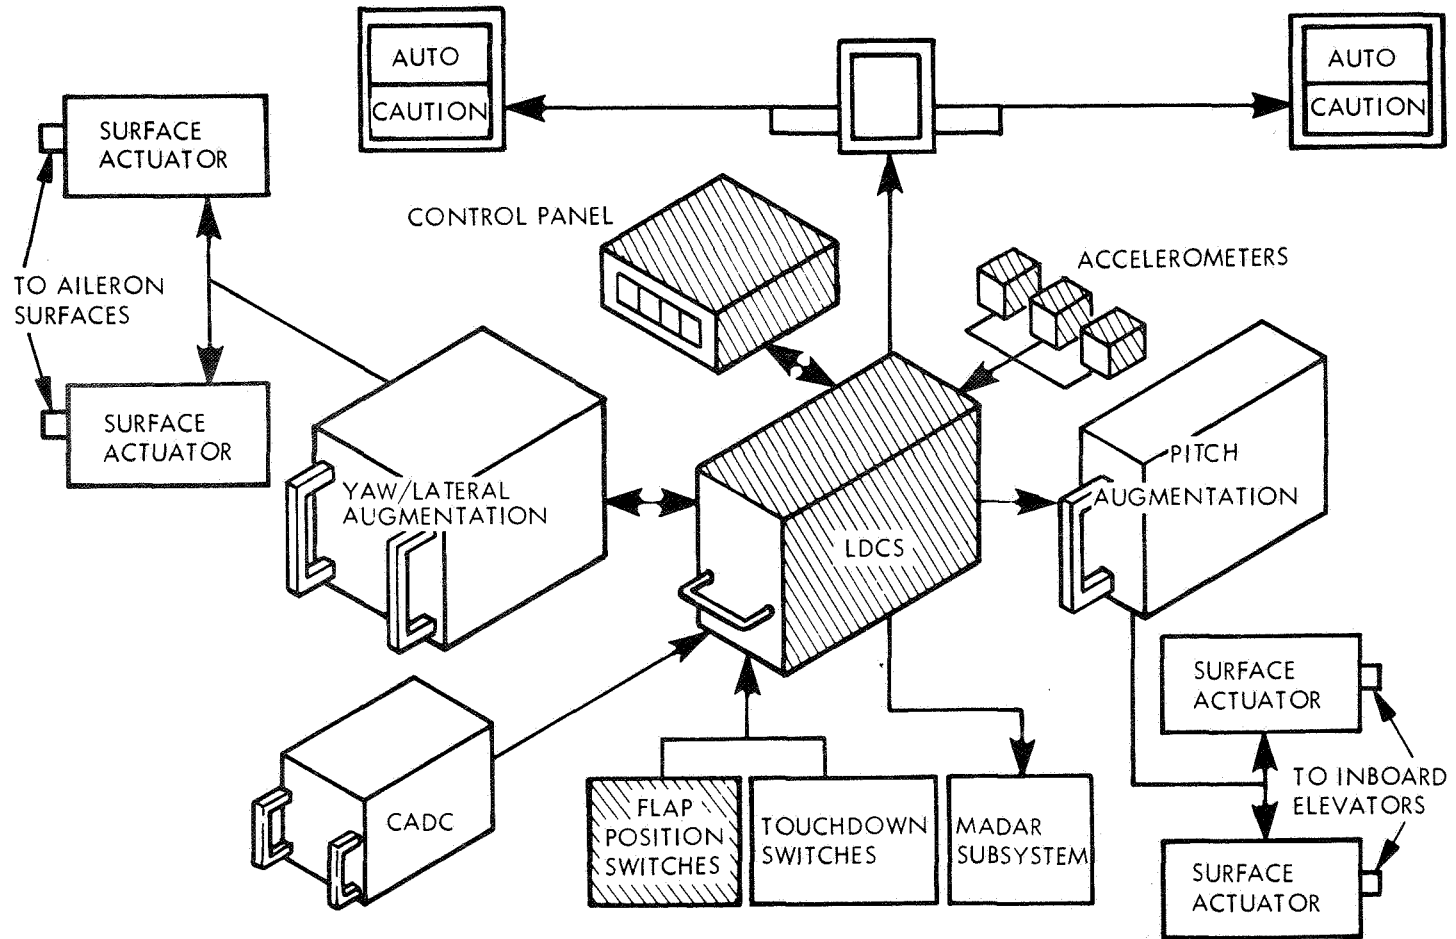 AUTO
CAUTION
AUTO
CAUTION
SURFACE
ACTUATOR
CONTROL PANEL
ACCELEROMETERS
TO AILERON
SURFACES
SURFACE
ACTUATOR
YAW/LATERAL
AUGMENTATION
LDCS
PITCH
AUGMENTATION
SURFACE
ACTUATOR
TO INBOARD
ELEVATORS
CADC
FLAP
POSITION
SWITCHES
TOUCHDOWN
SWITCHES
MADAR
SUBSYSTEM
SURFACE
ACTUATOR